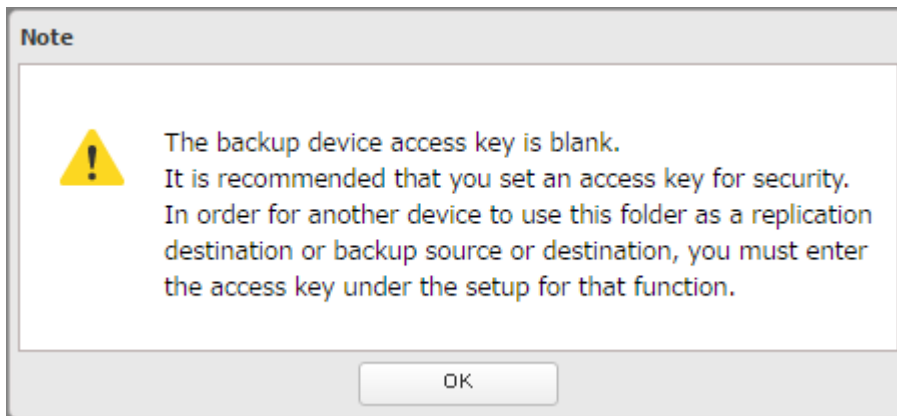 Note
The backup device access key is blank.
It is recommended that you set an access key for security.
In order for another device to use this folder as a replication
destination or backup source or destination, you must enter
the access key under the setup for that function.
OK